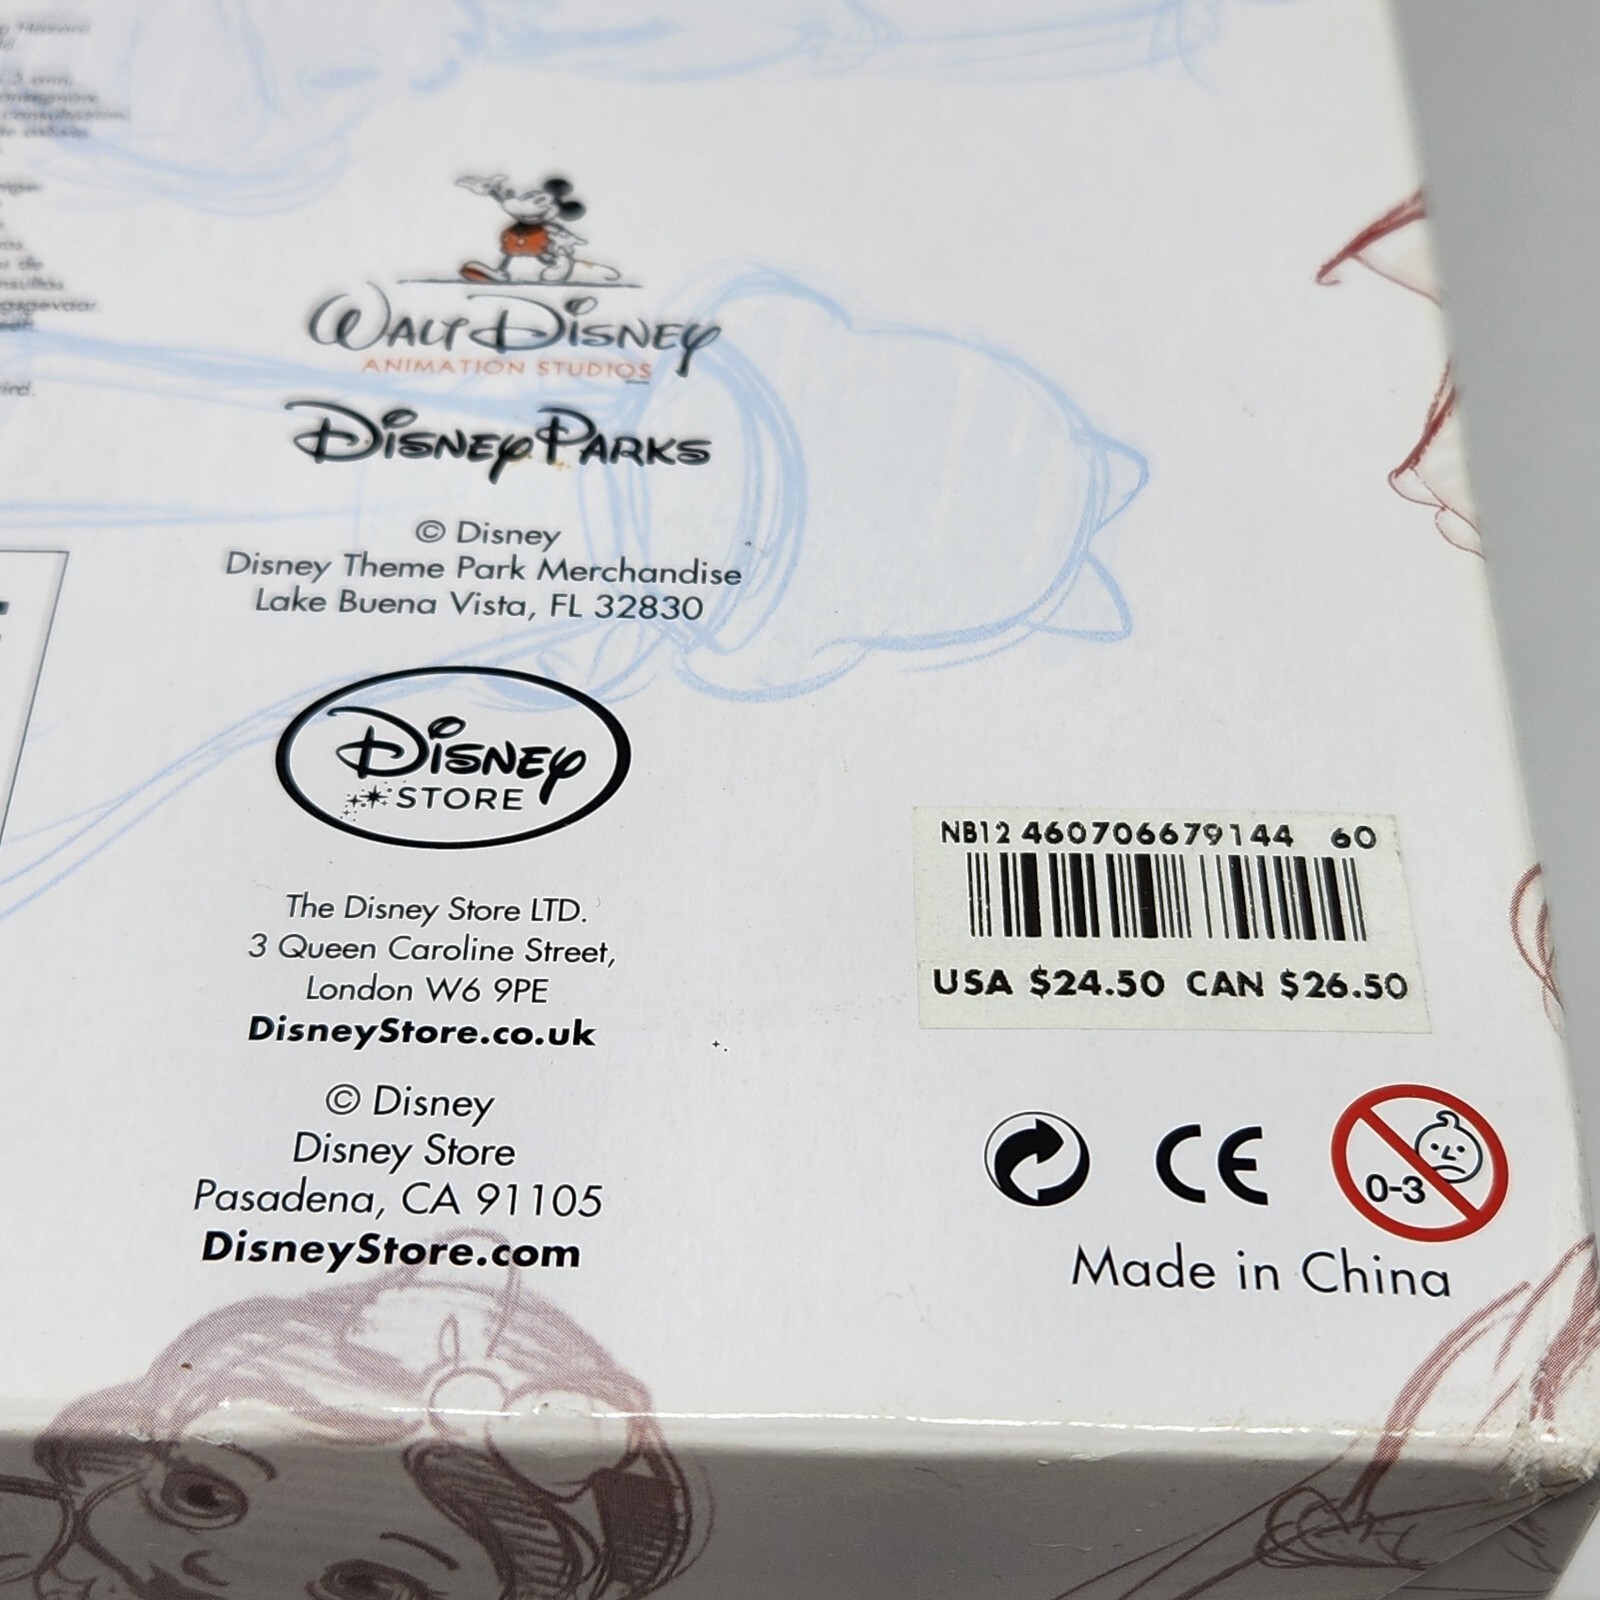 WALT DISNEY
ANIMATION STUDIOS
DISNEY PARKS
© Disney
Disney Theme Park Merchandise
Lake Buena Vista, FL 32830
DISNEY
STORE
The Disney Store LTD.
3 Queen Caroline Street,
London W6 9PE
DisneyStore.co.uk
© Disney
Disney Store
Pasadena, CA 91105
DisneyStore.com
NB12 460706679144 60
USA $24.50 CAN $26.50
CE
0-3
Made in China